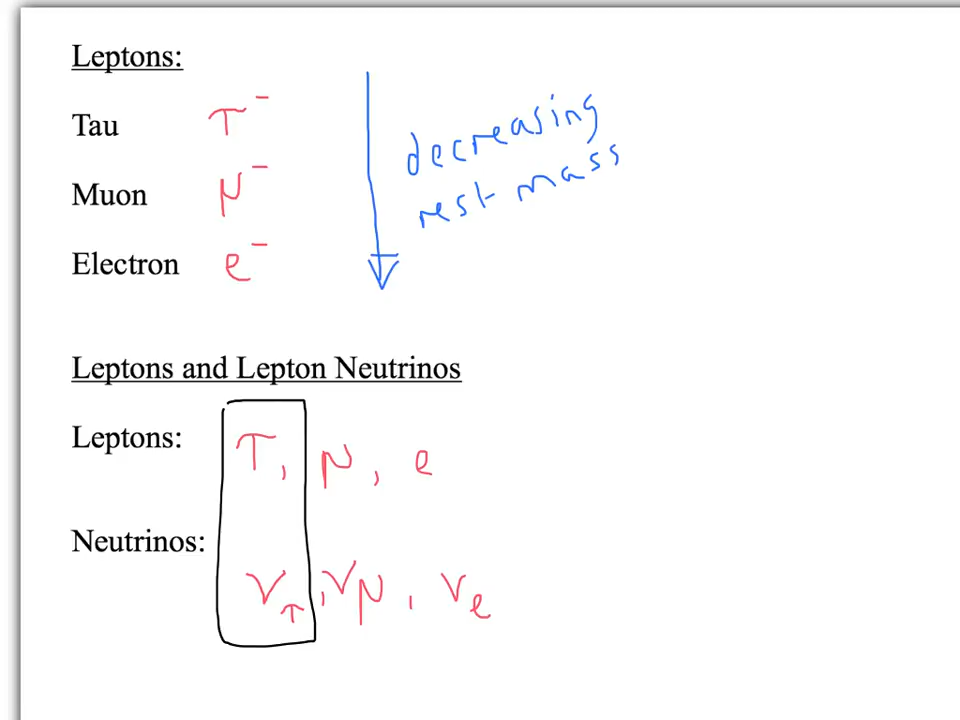 Leptons:
Tau τ⁻
Muon μ⁻
Electron e⁻
decreasing
rest mass
Leptons and Lepton Neutrinos
Leptons: τ, μ, e
Neutrinos:
ν_τ, ν_μ, ν_e